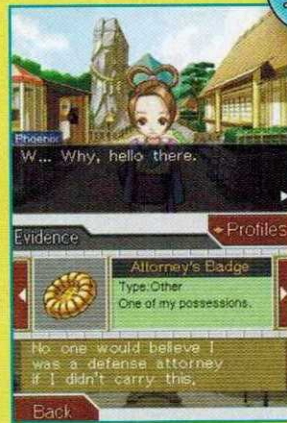 Phoenix
W... Why, hello there.
Evidence
Profiles
Attorney's Badge
Type:Other
One of my possessions.
No one would believe I
was a defense attorney
if I didn't carry this.
Back